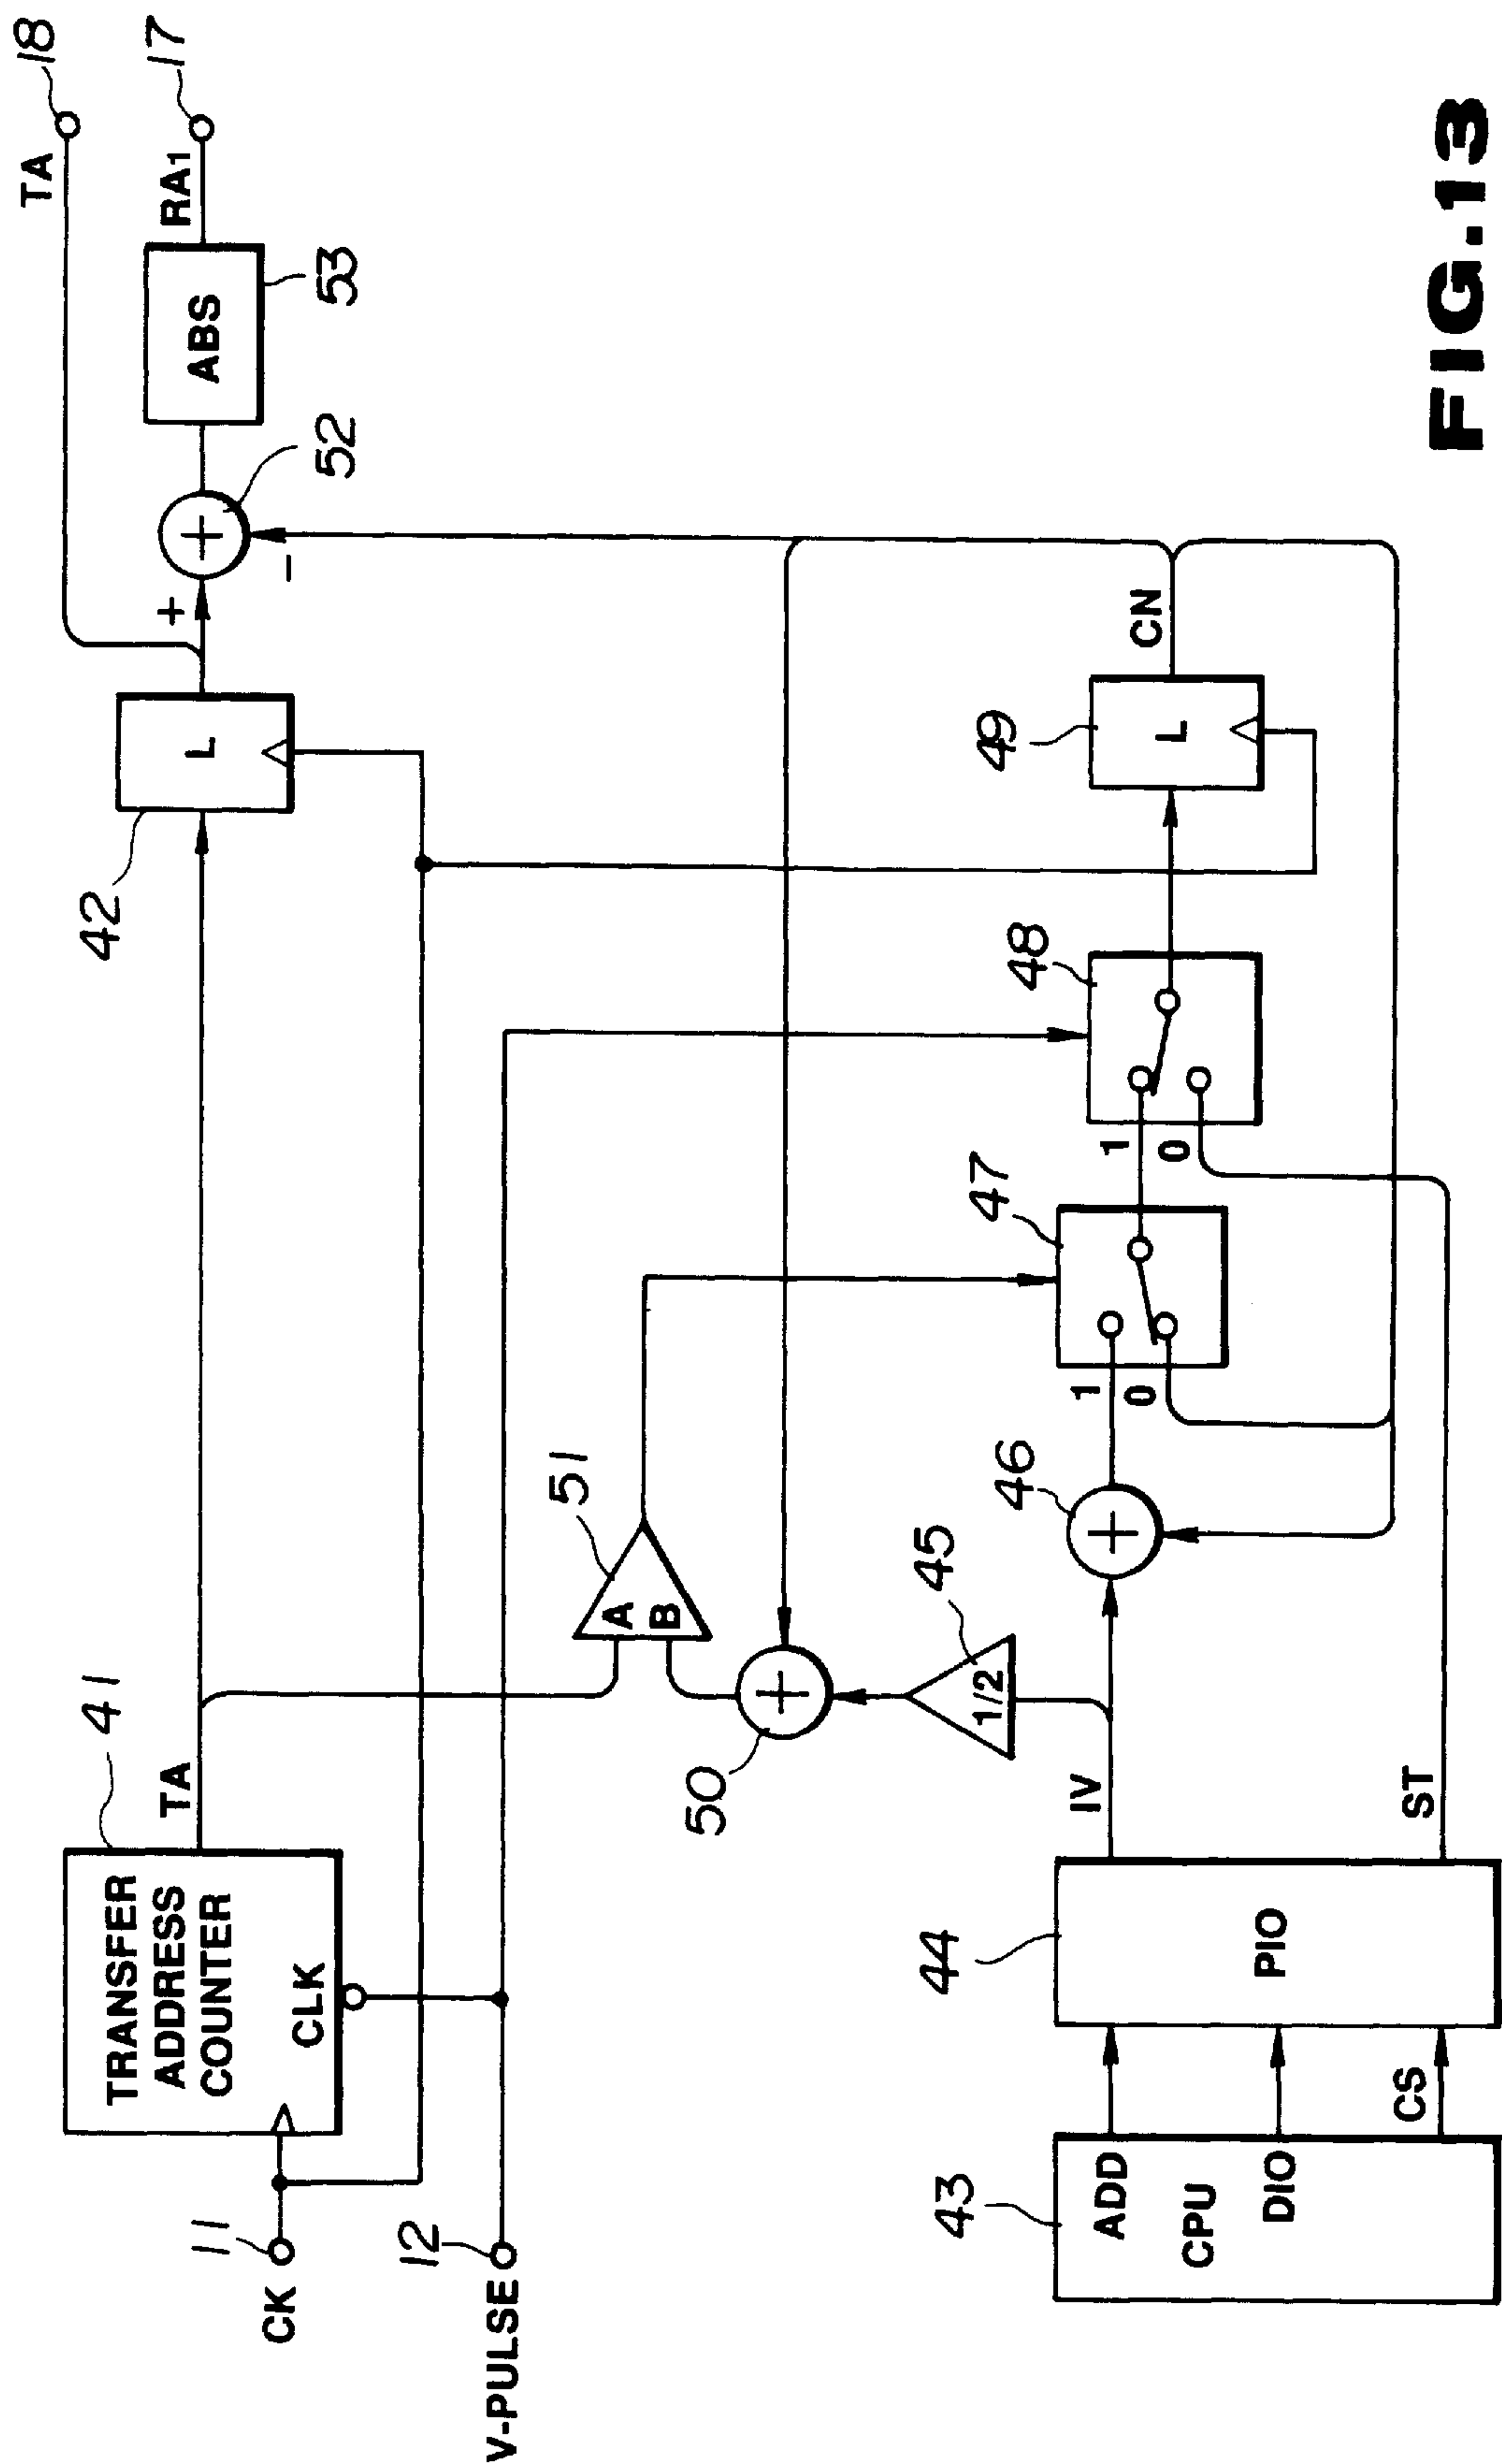 TA
18
RA1
17
ABS
53
52
+
+
-
L
42
TRANSFER
ADDRESS
COUNTER
CLK
TA
41
11
CK
12
V-PULSE
51
A
B
+
50
1/2
45
+
46
47
1
0
48
1
0
49
L
CN
IV
ST
44
PIO
43
ADD
CPU
DIO
CS
FIG.13